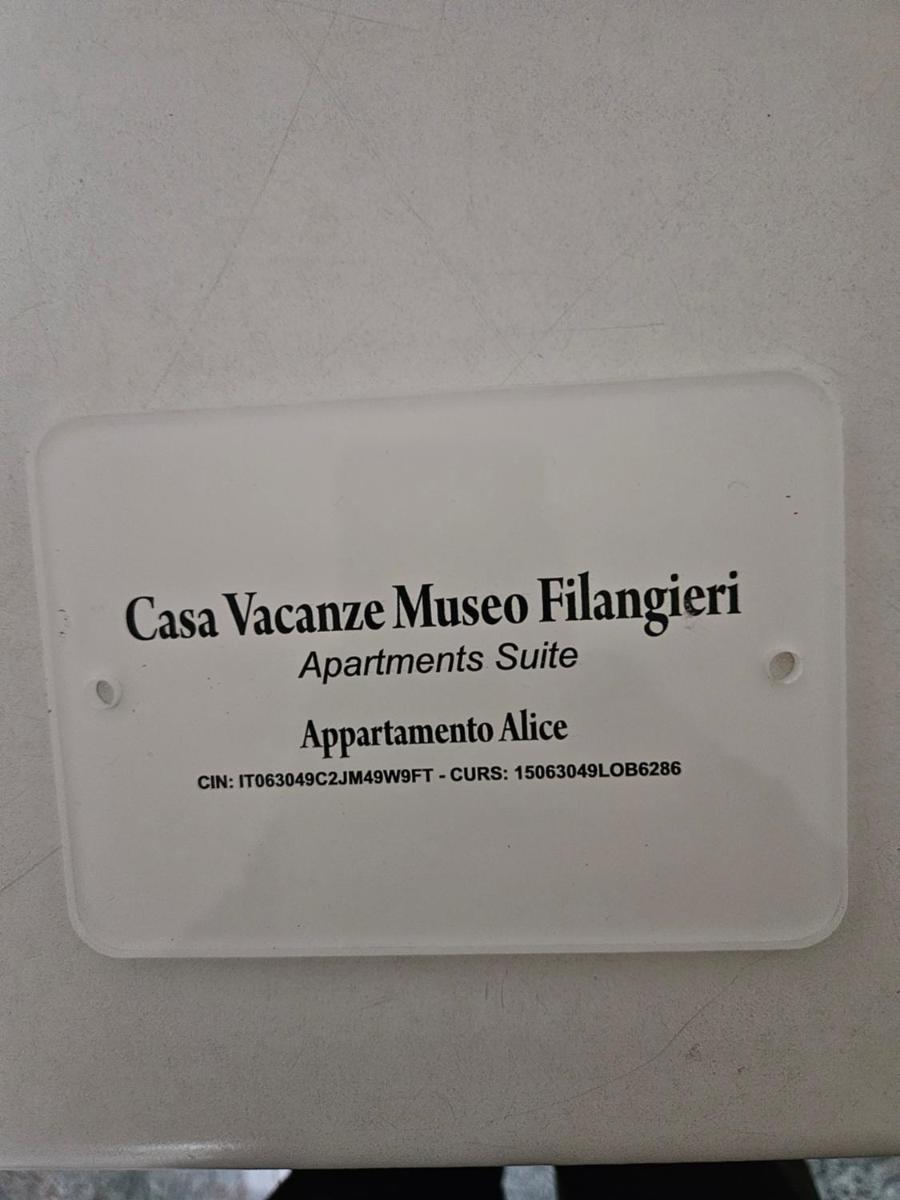 Casa Vacanze Museo Filangieri
Apartments Suite
Appartamento Alice
CIN: IT063049C2JM49W9FT - CURS: 15063049LOB6286